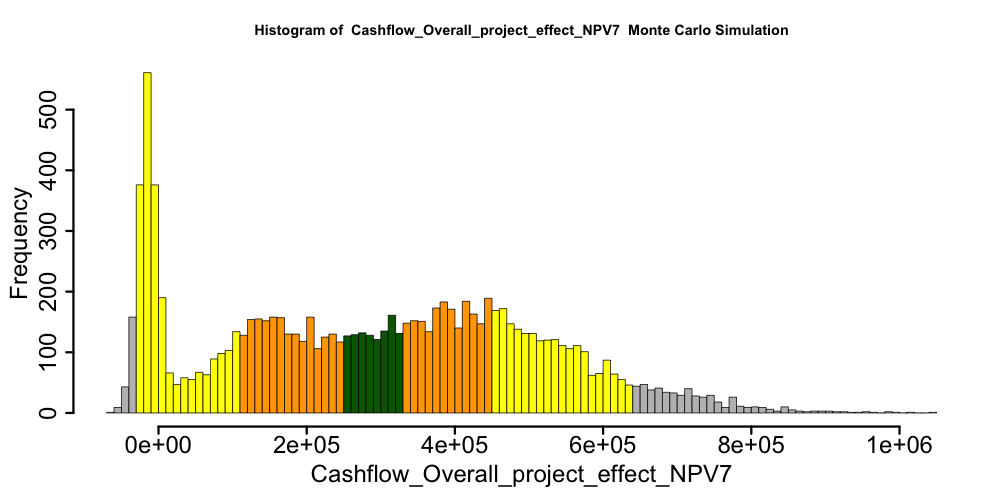 Histogram of  Cashflow_Overall_project_effect_NPV7  Monte Carlo Simulation
Frequency
500
400
300
200
100
0
0e+00 2e+05 4e+05 6e+05 8e+05 1e+06
Cashflow_Overall_project_effect_NPV7